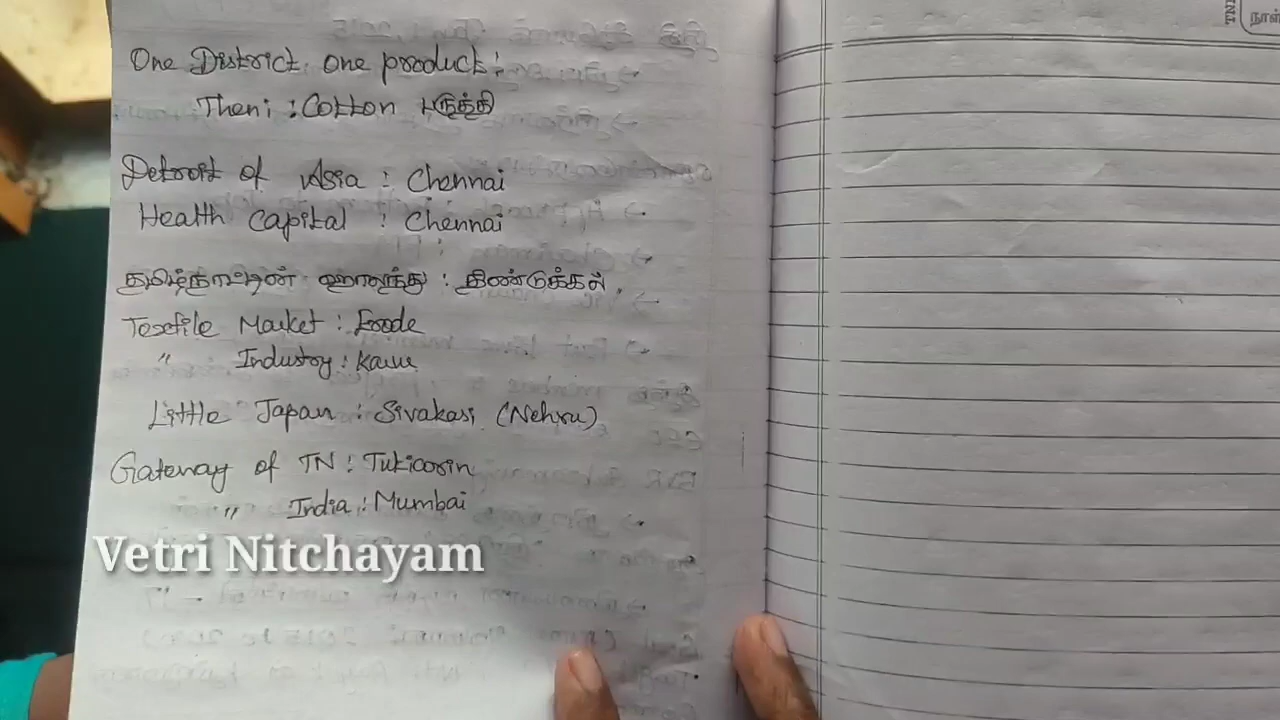 One District one product :
Theni : Cotton பருத்தி
Detroit of Asia : Chennai
Health Capital : Chennai
தமிழ்நாட்டின் ஹாலந்து : திண்டுக்கல்
Textile Market : Erode
" Industry : Karur
Little Japan : Sivakasi (Nehru)
Gateway of TN : Tuticorin
" India : Mumbai
Vetri Nitchayam